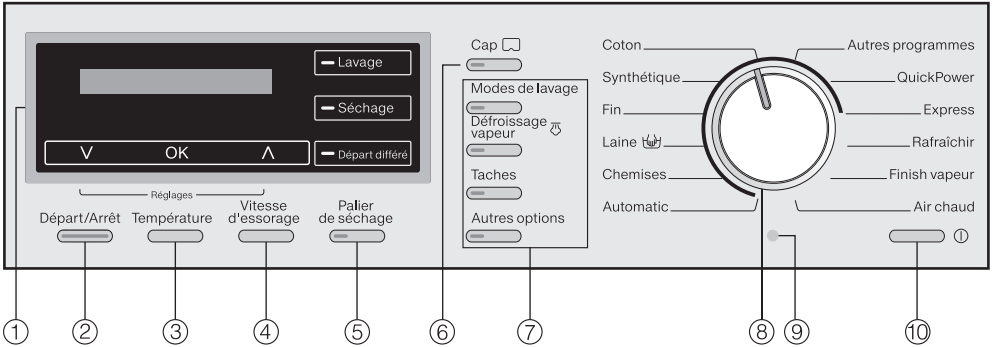 Lavage
Séchage
Départ différé
V OK Λ
Réglages
Départ/Arrêt
Température
Vitesse
d'essorage
Palier
de séchage
Cap
Modes de lavage
Défroissage
vapeur
Taches
Autres options
Coton
Synthétique
Fin
Laine
Chemises
Automatic
Autres programmes
QuickPower
Express
Rafraîchir
Finish vapeur
Air chaud
① ② ③ ④ ⑤ ⑥ ⑦ ⑧ ⑨ ⑩